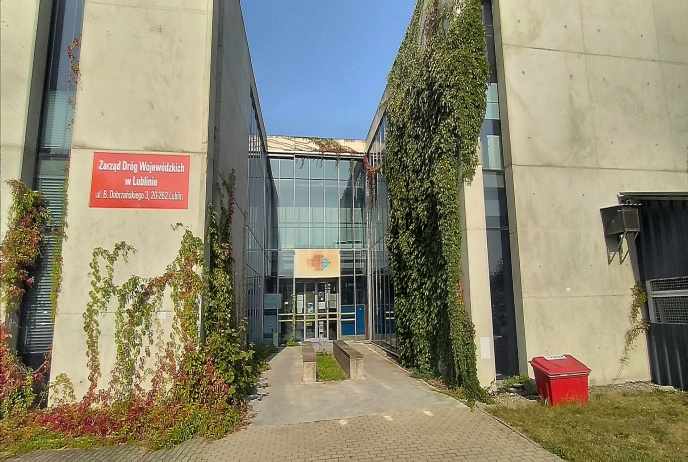 Zarząd Dróg Wojewódzkich
w Lublinie
ul. B. Dobrzańskiego 3, 20-262 Lublin